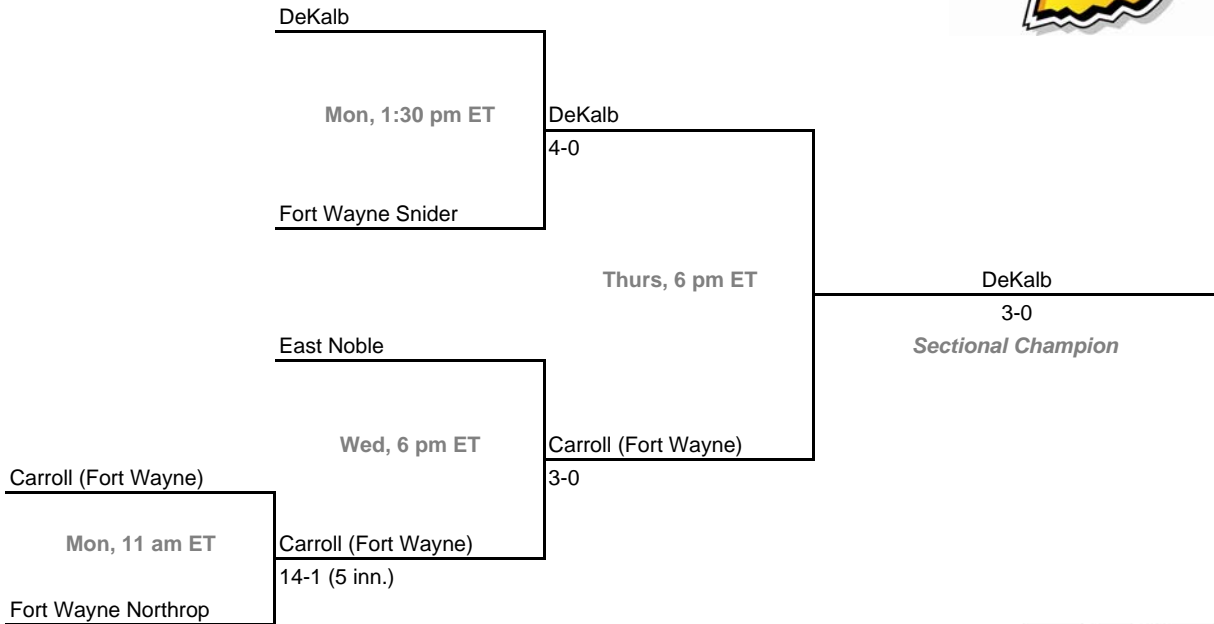 DeKalb
Mon, 1:30 pm ET
DeKalb
4-0
Fort Wayne Snider
Thurs, 6 pm ET
DeKalb
3-0
Sectional Champion
East Noble
Wed, 6 pm ET
Carroll (Fort Wayne)
3-0
Carroll (Fort Wayne)
Mon, 11 am ET
Carroll (Fort Wayne)
14-1 (5 inn.)
Fort Wayne Northrop